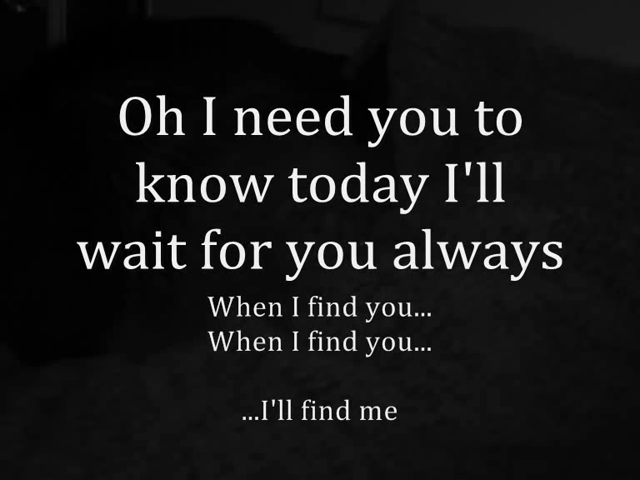 Oh I need you to
know today I'll
wait for you always
When I find you...
When I find you...
...I'll find me